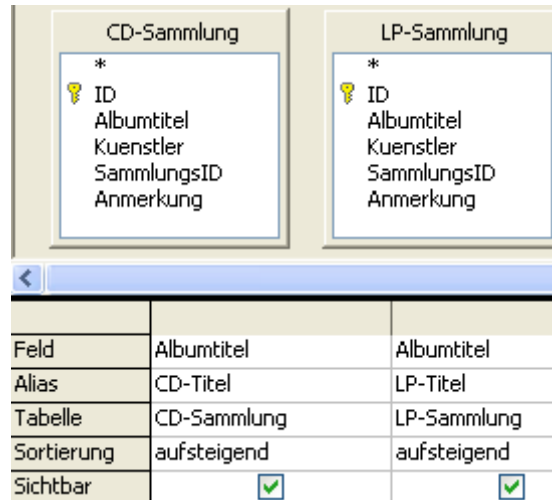 CD-Sammlung LP-Sammlung
* *
ID ID
Albumtitel Albumtitel
Kuenstler Kuenstler
SammlungsID SammlungsID
Anmerkung Anmerkung
Feld Albumtitel Albumtitel
Alias CD-Titel LP-Titel
Tabelle CD-Sammlung LP-Sammlung
Sortierung aufsteigend aufsteigend
Sichtbar